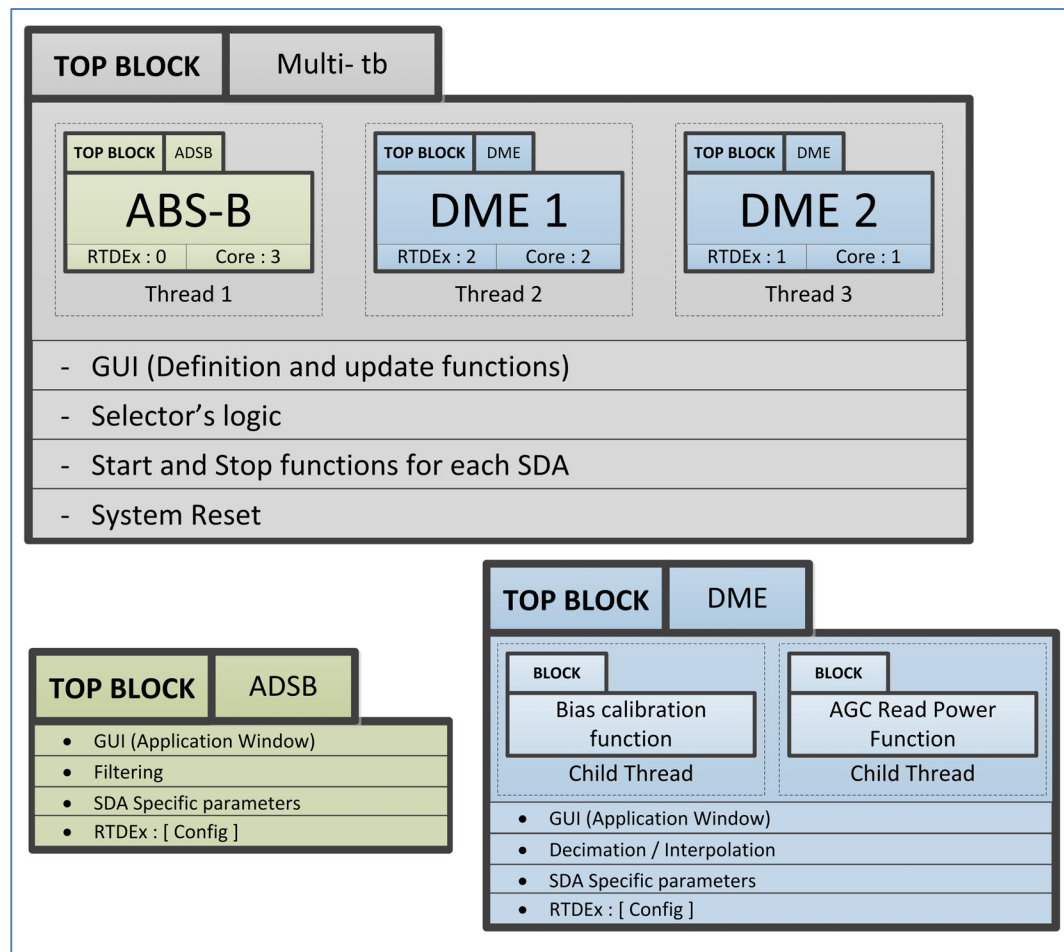 TOP BLOCK Multi- tb
TOP BLOCK ADSB
ABS-B
RTDEx : 0 Core : 3
Thread 1
TOP BLOCK DME
DME 1
RTDEx : 2 Core : 2
Thread 2
TOP BLOCK DME
DME 2
RTDEx : 1 Core : 1
Thread 3
- GUI (Definition and update functions)
- Selector’s logic
- Start and Stop functions for each SDA
- System Reset
TOP BLOCK ADSB
• GUI (Application Window)
• Filtering
• SDA Specific parameters
• RTDEx : [ Config ]
TOP BLOCK DME
BLOCK
Bias calibration
function
Child Thread
BLOCK
AGC Read Power
Function
Child Thread
• GUI (Application Window)
• Decimation / Interpolation
• SDA Specific parameters
• RTDEx : [ Config ]